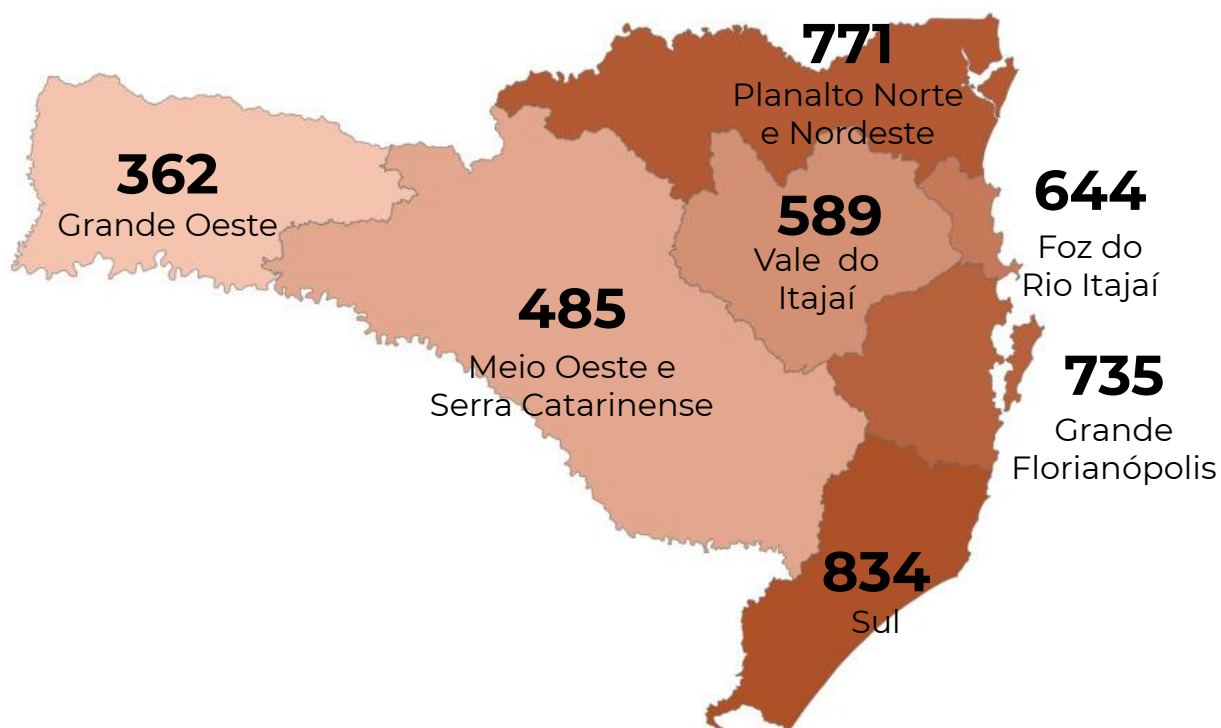 771
Planalto Norte
e Nordeste
362
Grande Oeste
589
Vale do
Itajaí
644
Foz do
Rio Itajaí
485
Meio Oeste e
Serra Catarinense
735
Grande
Florianópolis
834
Sul